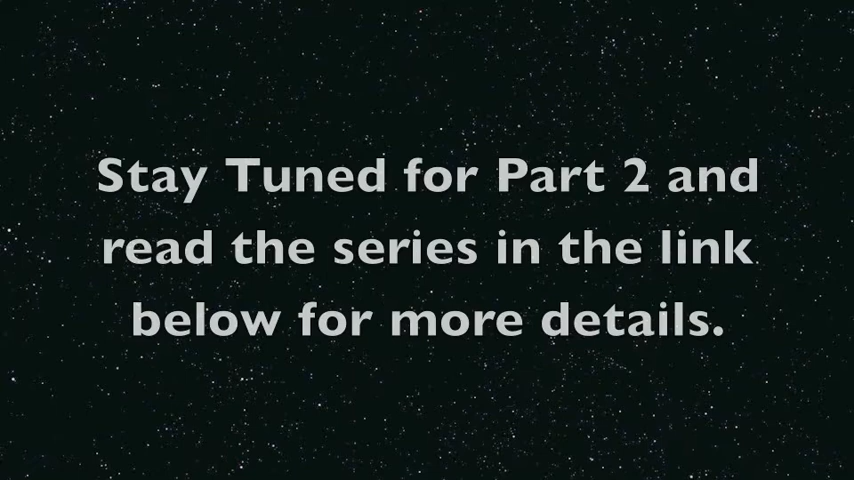 Stay Tuned for Part 2 and
read the series in the link
below for more details.